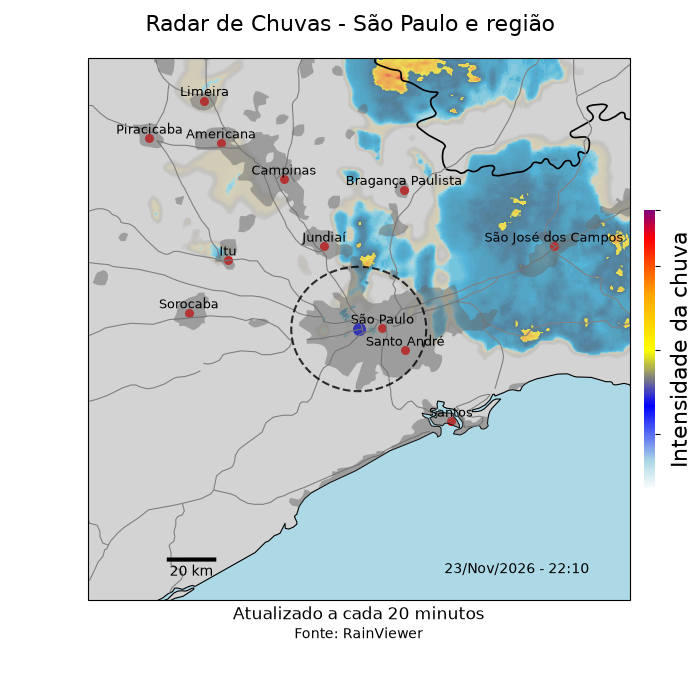 Radar de Chuvas - São Paulo e região
Limeira
Piracicaba
Americana
Campinas
Bragança Paulista
Jundiaí
São José dos Campos
Itu
Sorocaba
São Paulo
Santo André
Santos
Intensidade da chuva
20 km
23/Nov/2026 - 22:10
Atualizado a cada 20 minutos
Fonte: RainViewer